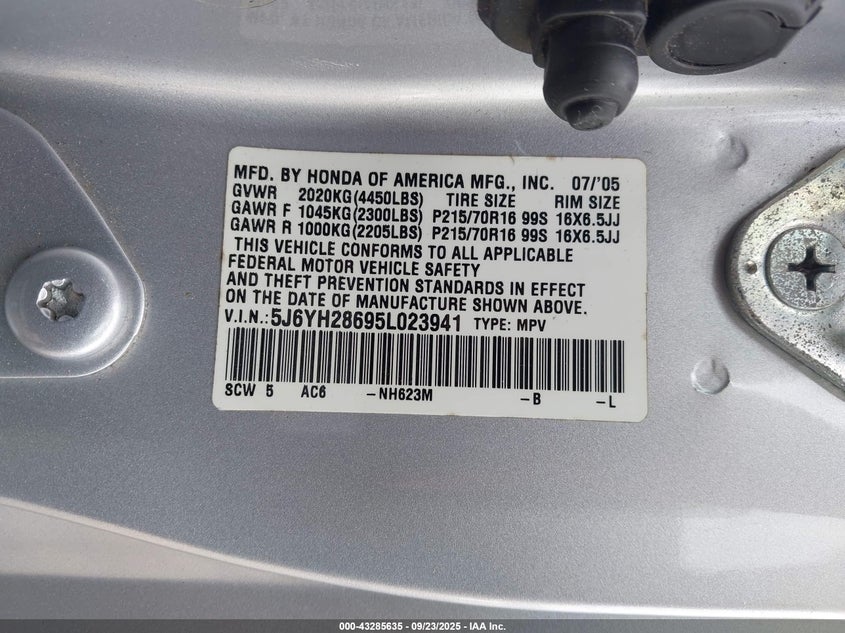 MFD. BY HONDA OF AMERICA MFG., INC. 07/'05
GVWR 2020KG(4450LBS) TIRE SIZE RIM SIZE
GAWR F 1045KG(2300LBS) P215/70R16 99S 16X6.5JJ
GAWR R 1000KG(2205LBS) P215/70R16 99S 16X6.5JJ
THIS VEHICLE CONFORMS TO ALL APPLICABLE
FEDERAL MOTOR VEHICLE SAFETY
AND THEFT PREVENTION STANDARDS IN EFFECT
ON THE DATE OF MANUFACTURE SHOWN ABOVE.
V.I.N.:5J6YH28695L023941 TYPE: MPV
SCW 5 AC6 -NH623M -B -L
000-43285635 - 09/23/2025 - IAA Inc.